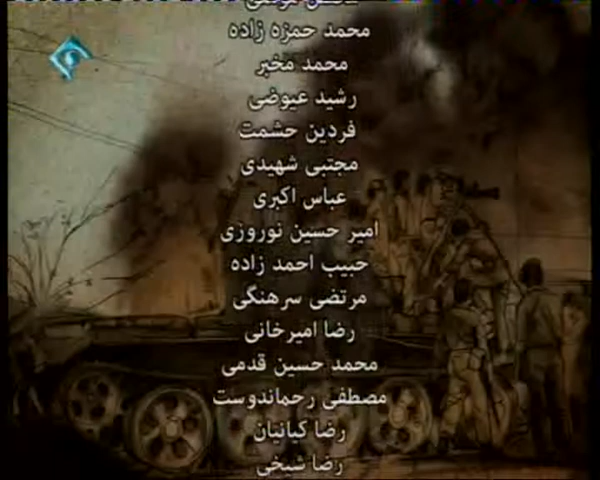 محمد حمزه زاده
محمد مخبر
رشید عیوضی
فردین حشمت
مجتبی شهیدی
عباس اکبری
امیر حسین نوروزی
حبیب احمد زاده
مرتضی سرهنگی
رضا امیرخانی
محمد حسین قدمی
مصطفی رحماندوست
رضا کیانیان
رضا شیخی